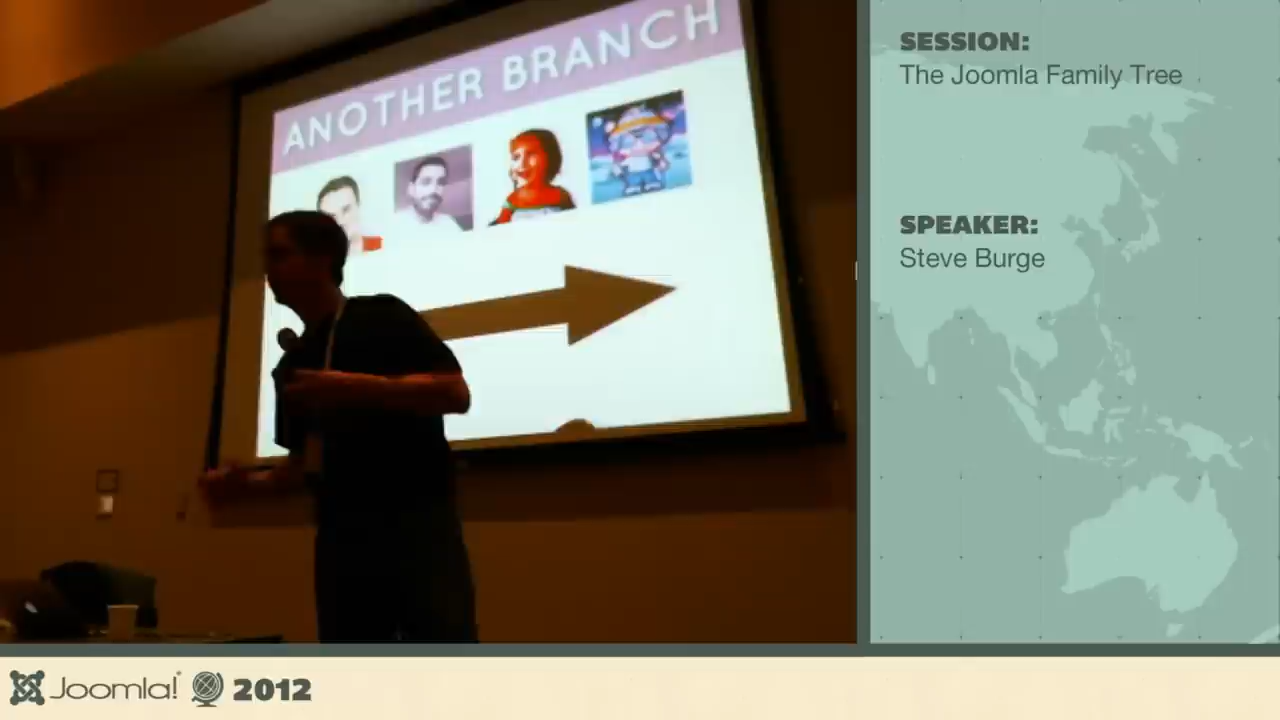 ANOTHER BRANCH
SESSION:
The Joomla Family Tree
SPEAKER:
Steve Burge
Joomla! 2012